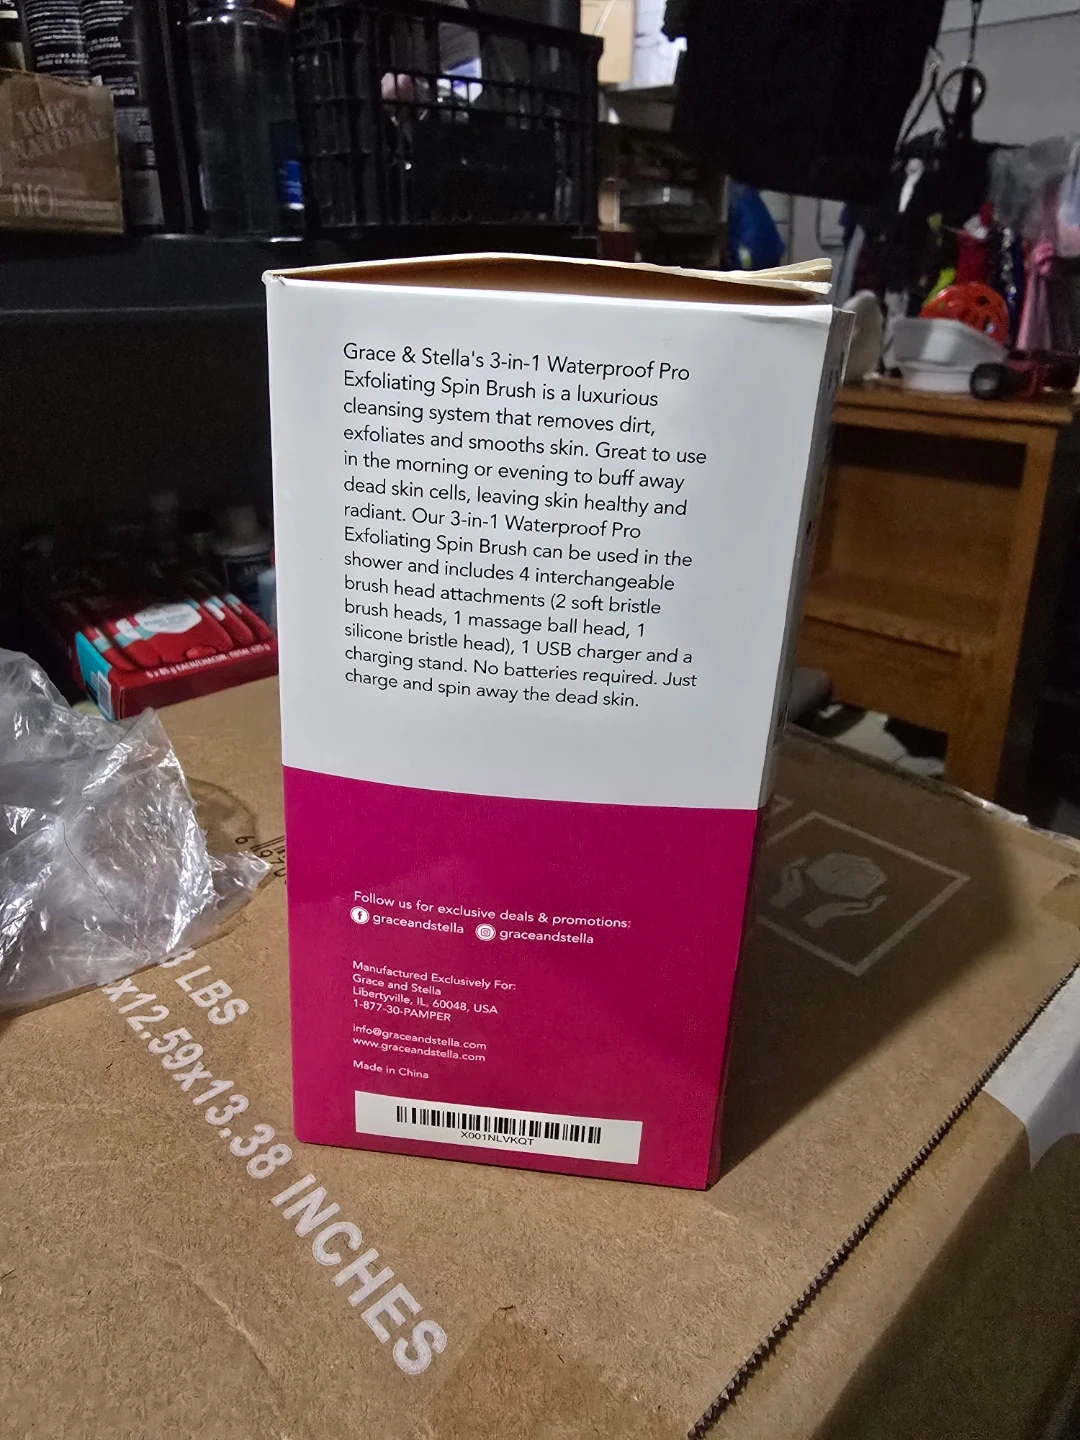 100%
NO
Grace & Stella's 3-in-1 Waterproof Pro
Exfoliating Spin Brush is a luxurious
cleansing system that removes dirt,
exfoliates and smooths skin. Great to use
in the morning or evening to buff away
dead skin cells, leaving skin healthy and
radiant. Our 3-in-1 Waterproof Pro
Exfoliating Spin Brush can be used in the
shower and includes 4 interchangeable
brush head attachments (2 soft bristle
brush heads, 1 massage ball head, 1
silicone bristle head), 1 USB charger and a
charging stand. No batteries required. Just
charge and spin away the dead skin.
Follow us for exclusive deals & promotions:
graceandstella graceandstella
Manufactured Exclusively For:
Grace and Stella
Libertyville, IL, 60048, USA
1-877-30-PAMPER
info@graceandstella.com
www.graceandstella.com
Made in China
X001NLVKQT
LBS
x12.59x13.38 INCHES